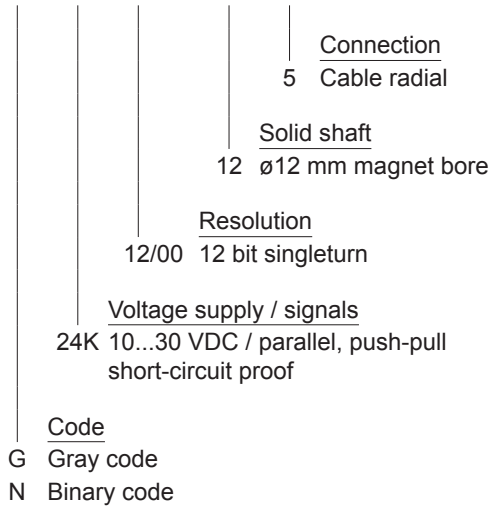 Connection
5 Cable radial
Solid shaft
12 ø12 mm magnet bore
Resolution
12/00 12 bit singleturn
Voltage supply / signals
24K 10...30 VDC / parallel, push-pull
short-circuit proof
Code
G Gray code
N Binary code